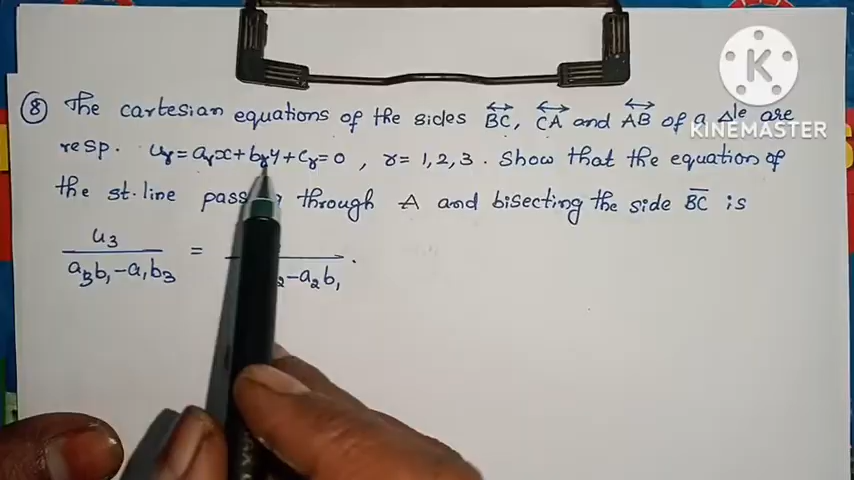 ⑧ The cartesian equations of the sides BC, CA and AB of a Δle are
resp. uᵣ = aᵣx + bᵣy + cᵣ = 0 , r = 1, 2, 3 . Show that the equation of
the st. line through A and bisecting the side BC is
u₃ / (a₃b₁ - a₁b₃) = - a₂b₁ .
K
KINEMASTER